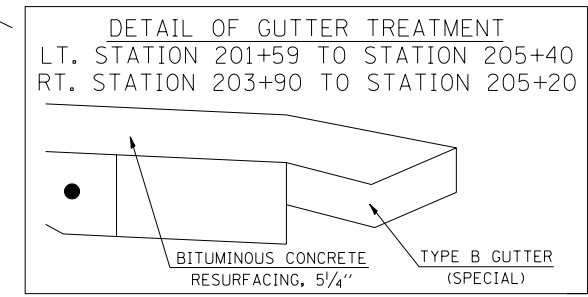 DETAIL OF GUTTER TREATMENT
LT. STATION 201+59 TO STATION 205+40
RT. STATION 203+90 TO STATION 205+20
BITUMINOUS CONCRETE
RESURFACING, 5¼''
TYPE B GUTTER
(SPECIAL)